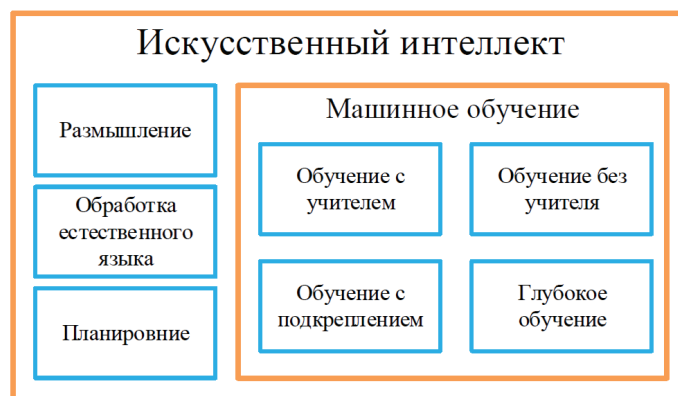 Искусственный интеллект
Размышление
Обработка
естественного
языка
Планировние
Машинное обучение
Обучение с
учителем
Обучение без
учителя
Обучение с
подкреплением
Глубокое
обучение